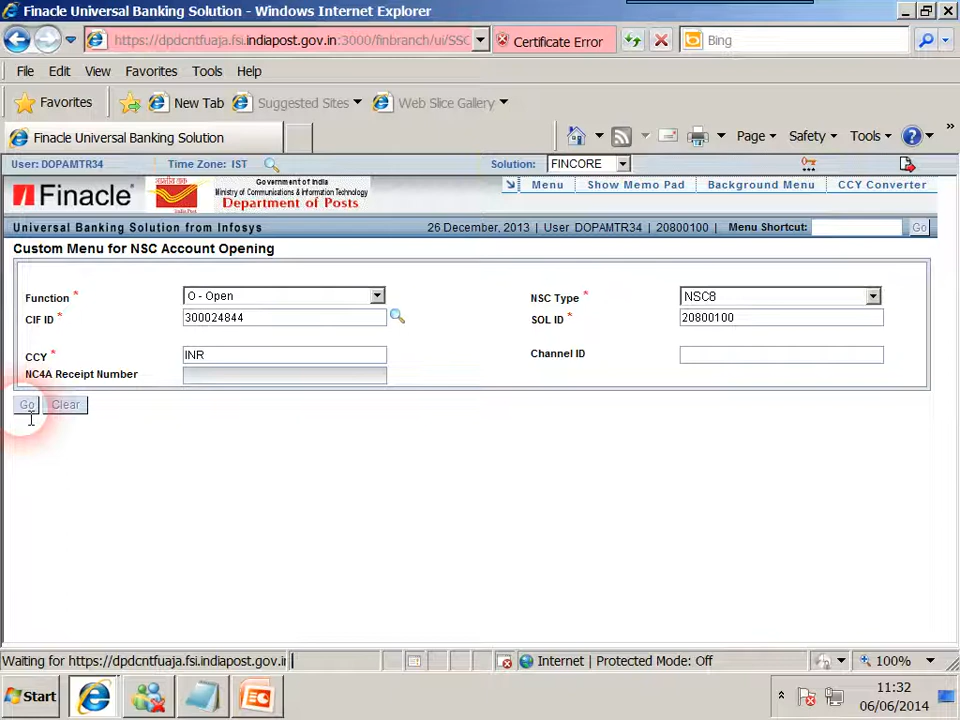 Finacle Universal Banking Solution - Windows Internet Explorer
https://dpdcntfuaja.fsi.indiapost.gov.in:3000/finbranch/ui/SSC
Certificate Error
Bing
File Edit View Favorites Tools Help
Favorites New Tab Suggested Sites Web Slice Gallery
Finacle Universal Banking Solution
Page Safety Tools
User: DOPAMTR34 Time Zone: IST Solution: FINCORE
Finacle
Government of India
Ministry of Communications & Information Technology
Department of Posts
Menu Show Memo Pad Background Menu CCY Converter
Universal Banking Solution from Infosys 26 December, 2013 | User DOPAMTR34 | 20800100 | Menu Shortcut: Go
Custom Menu for NSC Account Opening
Function * O - Open NSC Type * NSC8
CIF ID * 300024844 SOL ID * 20800100
CCY * INR Channel ID
NC4A Receipt Number
Go Clear
Waiting for https://dpdcntfuaja.fsi.indiapost.gov.in Internet | Protected Mode: Off 100%
Start 11:32
06/06/2014